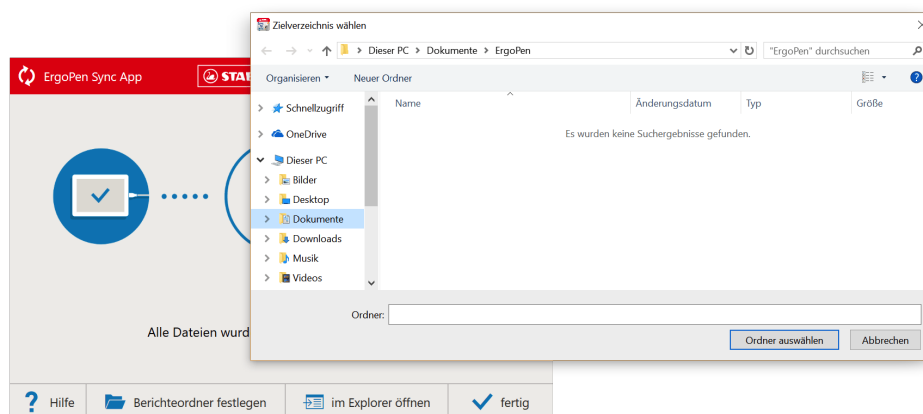 Zielverzeichnis wählen
Dieser PC > Dokumente > ErgoPen
"ErgoPen" durchsuchen
Organisieren
Neuer Ordner
ErgoPen Sync App
Schnellzugriff
OneDrive
Dieser PC
Bilder
Desktop
Dokumente
Downloads
Musik
Videos
Name
Änderungsdatum
Typ
Größe
Es wurden keine Suchergebnisse gefunden.
Ordner:
Ordner auswählen
Abbrechen
Alle Dateien
Hilfe
Berichteordner festlegen
im Explorer öffnen
fertig